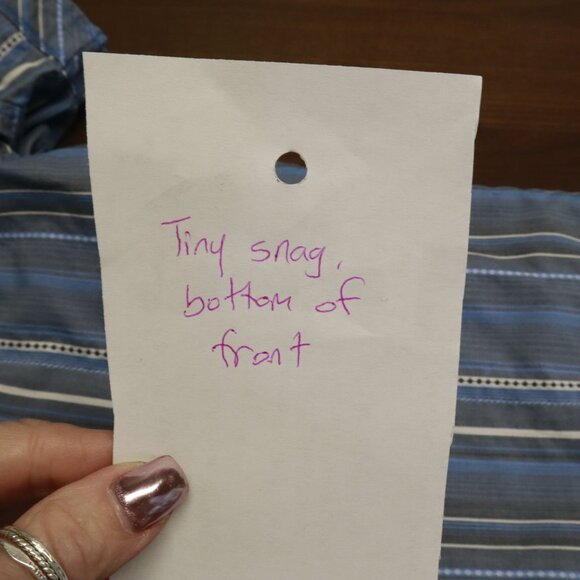 Tiny snag,
bottom of
front